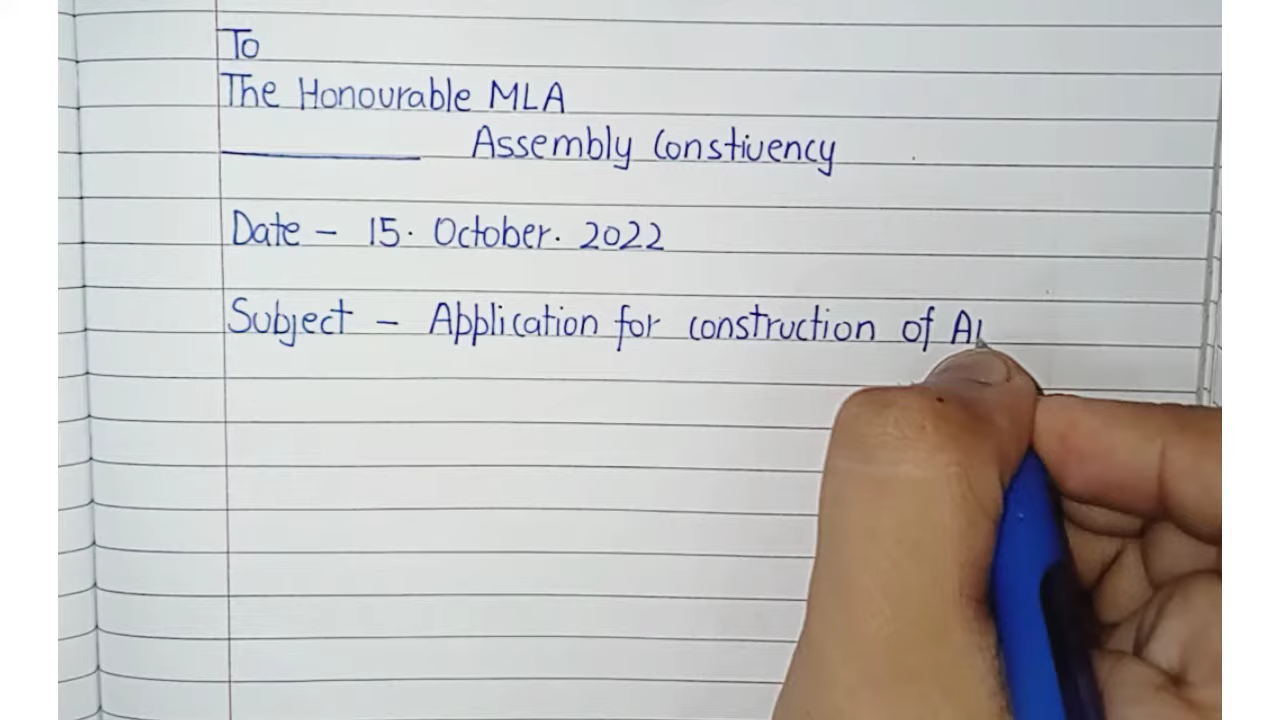 To
The Honourable MLA
Assembly Constiuency
Date - 15. October. 2022
Subject - Application for construction of